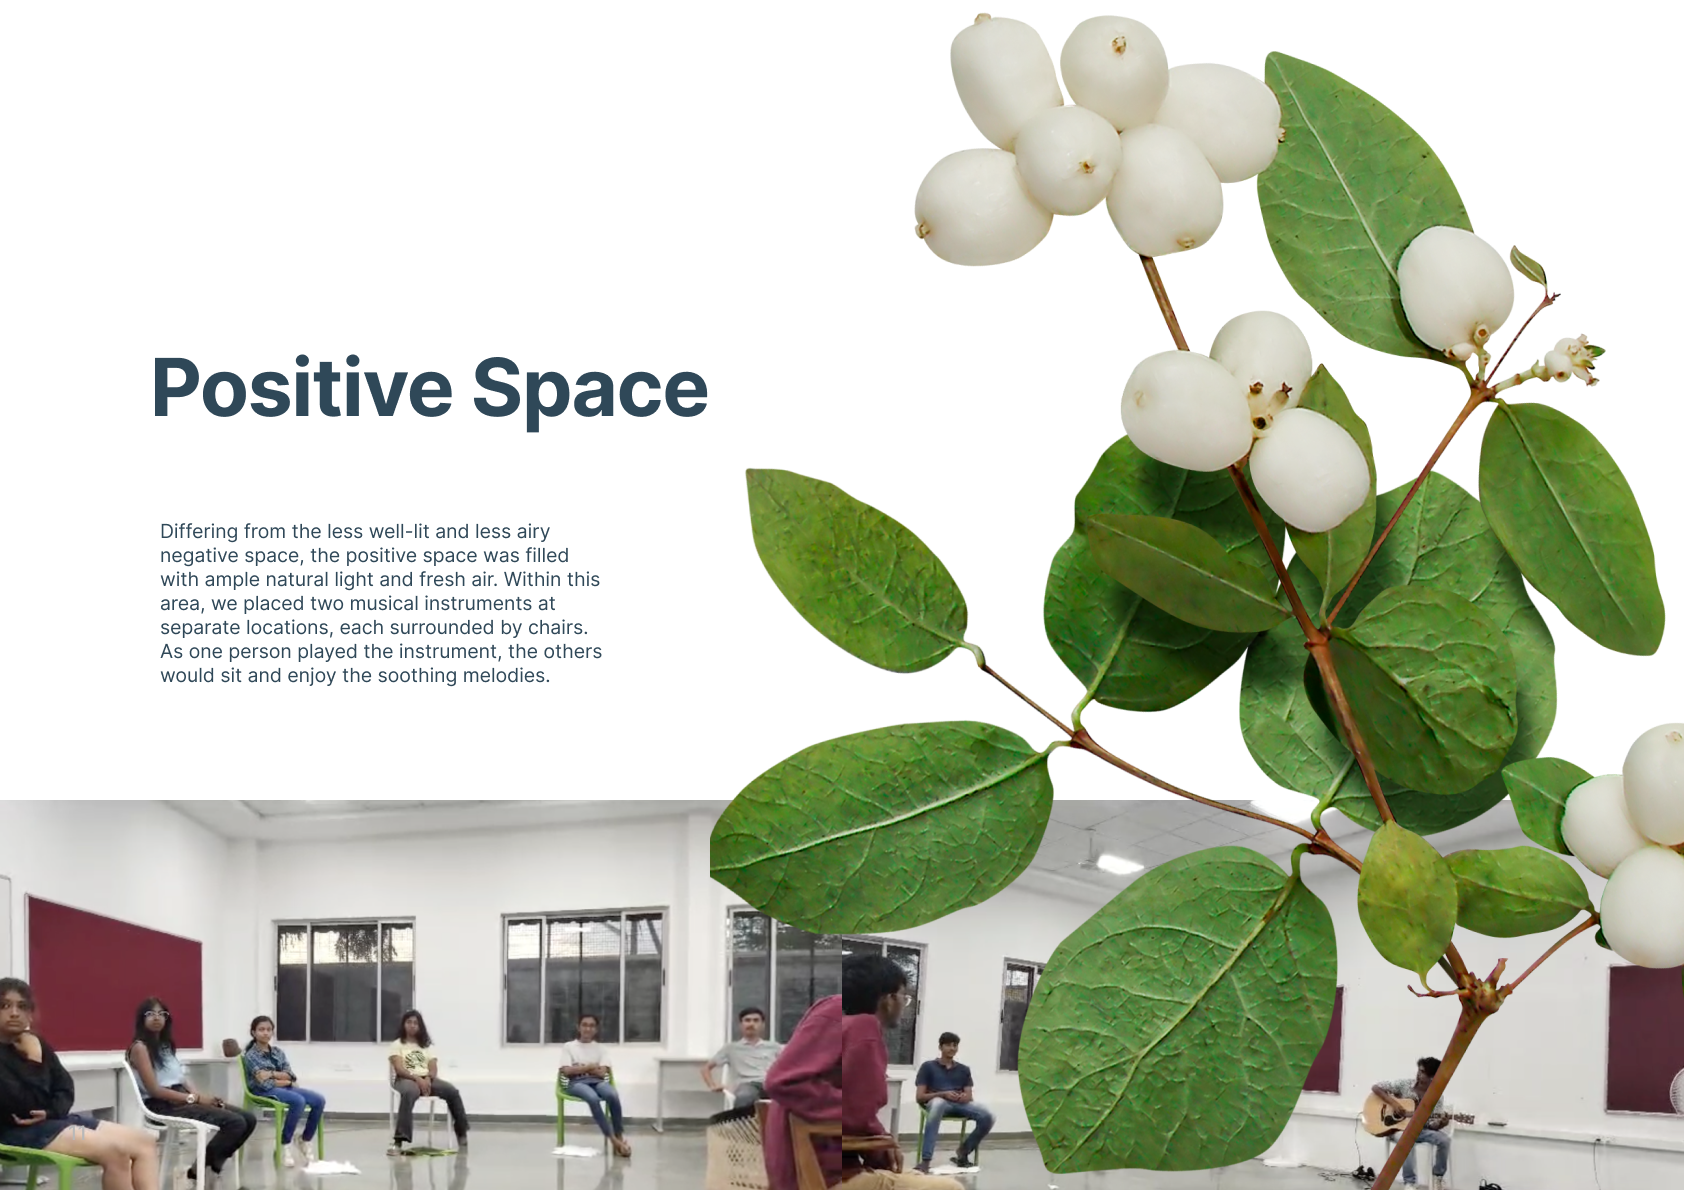 Positive Space
Differing from the less well-lit and less airy
negative space, the positive space was filled
with ample natural light and fresh air. Within this
area, we placed two musical instruments at
separate locations, each surrounded by chairs.
As one person played the instrument, the others
would sit and enjoy the soothing melodies.